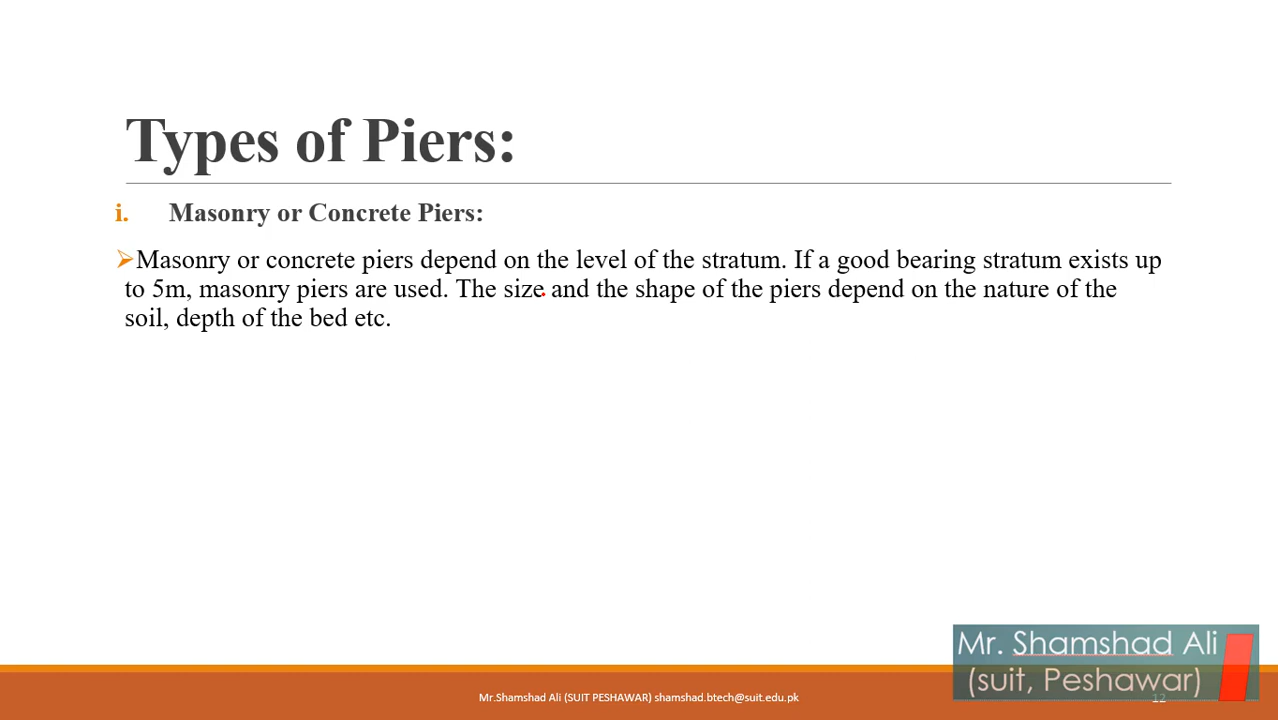 Types of Piers:
i. Masonry or Concrete Piers:
➢Masonry or concrete piers depend on the level of the stratum. If a good bearing stratum exists up
to 5m, masonry piers are used. The size and the shape of the piers depend on the nature of the
soil, depth of the bed etc.
Mr. Shamshad Ali
(suit, Peshawar)
Mr.Shamshad Ali (SUIT PESHAWAR) shamshad.btech@suit.edu.pk
12